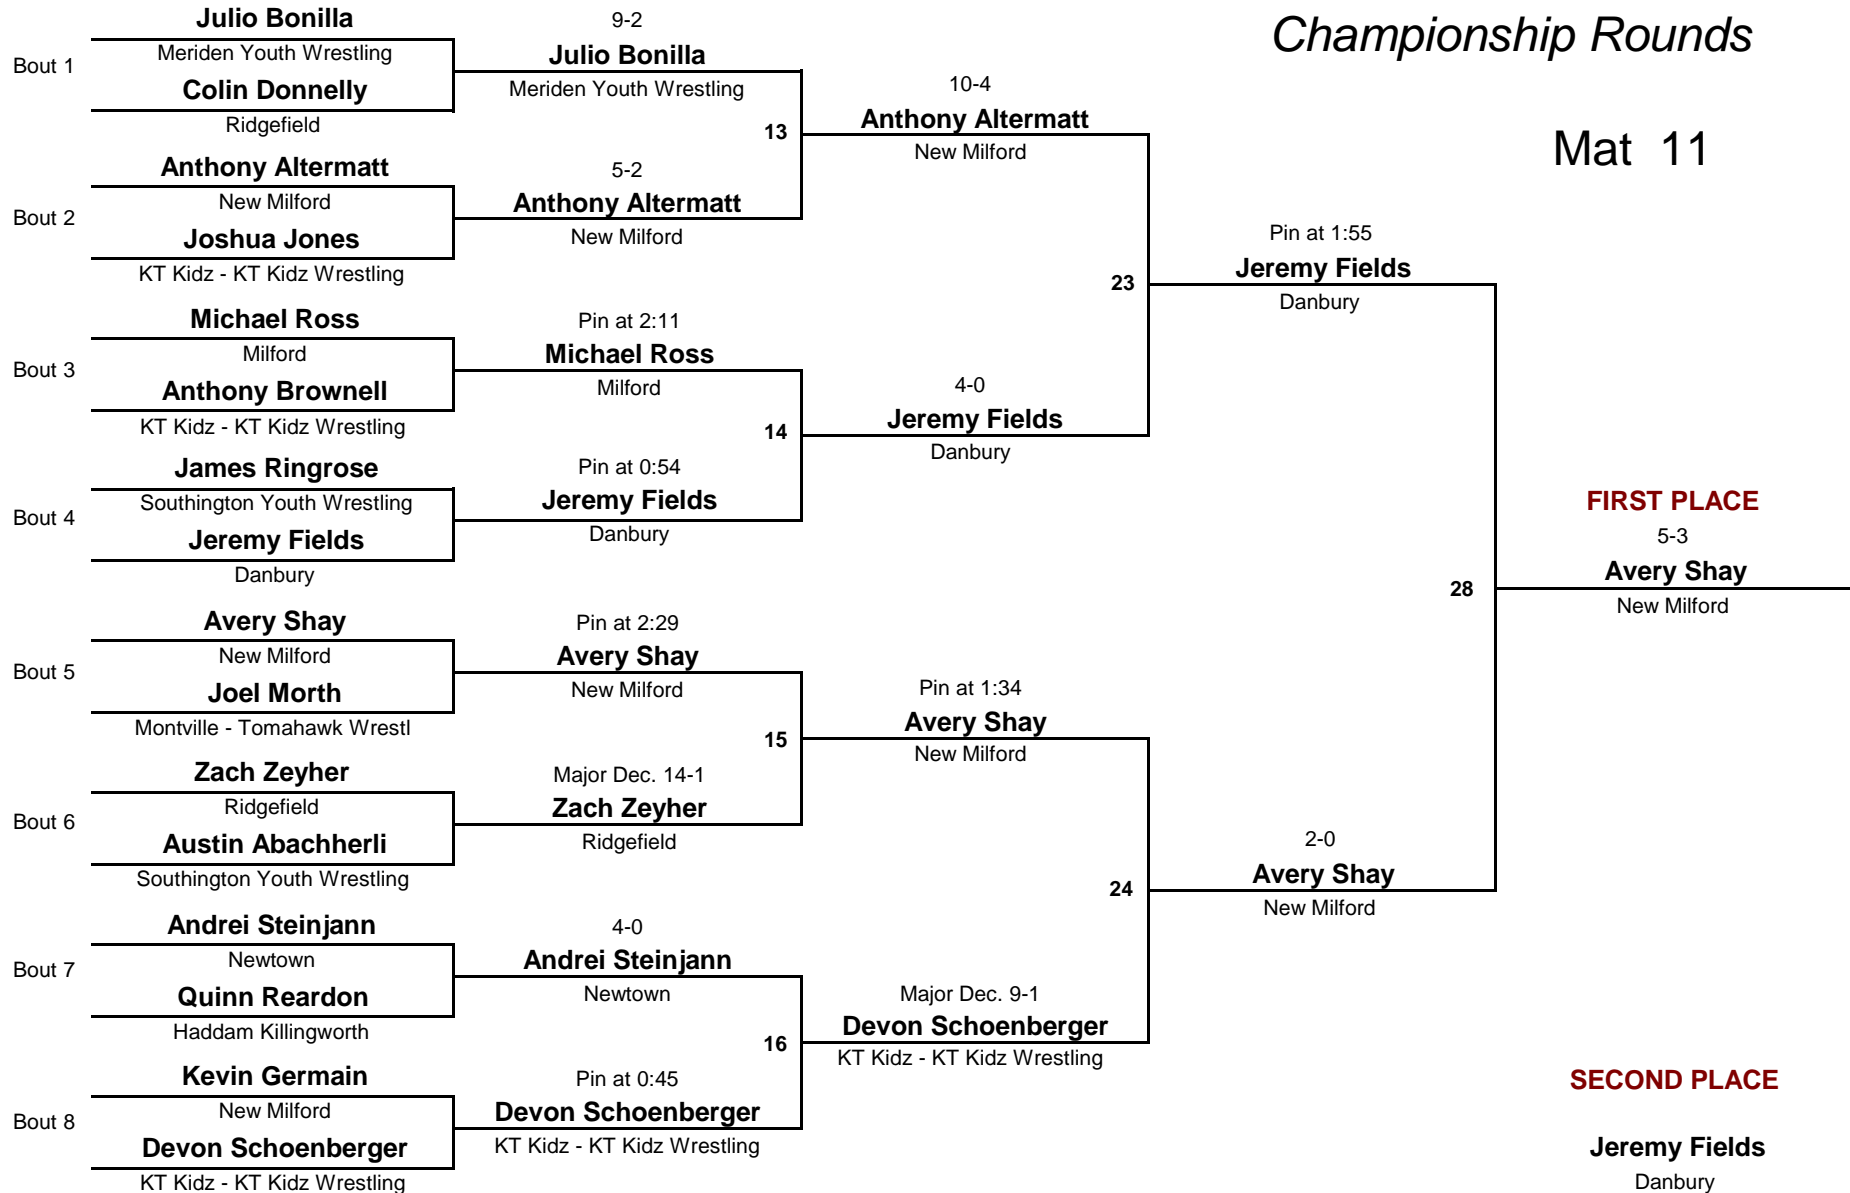 Championship Rounds
Mat 11
Bout 1
Julio Bonilla
Meriden Youth Wrestling
Colin Donnelly
Ridgefield
Bout 2
Anthony Altermatt
New Milford
Joshua Jones
KT Kidz - KT Kidz Wrestling
Bout 3
Michael Ross
Milford
Anthony Brownell
KT Kidz - KT Kidz Wrestling
Bout 4
James Ringrose
Southington Youth Wrestling
Jeremy Fields
Danbury
Bout 5
Avery Shay
New Milford
Joel Morth
Montville - Tomahawk Wrestl
Bout 6
Zach Zeyher
Ridgefield
Austin Abachherli
Southington Youth Wrestling
Bout 7
Andrei Steinjann
Newtown
Quinn Reardon
Haddam Killingworth
Bout 8
Kevin Germain
New Milford
Devon Schoenberger
KT Kidz - KT Kidz Wrestling
9-2
Julio Bonilla
Meriden Youth Wrestling
13
5-2
Anthony Altermatt
New Milford
Pin at 2:11
Michael Ross
Milford
14
Pin at 0:54
Jeremy Fields
Danbury
Pin at 2:29
Avery Shay
New Milford
15
Major Dec. 14-1
Zach Zeyher
Ridgefield
4-0
Andrei Steinjann
Newtown
16
Pin at 0:45
Devon Schoenberger
KT Kidz - KT Kidz Wrestling
10-4
Anthony Altermatt
New Milford
23
4-0
Jeremy Fields
Danbury
Pin at 1:34
Avery Shay
New Milford
24
Major Dec. 9-1
Devon Schoenberger
KT Kidz - KT Kidz Wrestling
Pin at 1:55
Jeremy Fields
Danbury
28
2-0
Avery Shay
New Milford
FIRST PLACE
5-3
Avery Shay
New Milford
SECOND PLACE
Jeremy Fields
Danbury